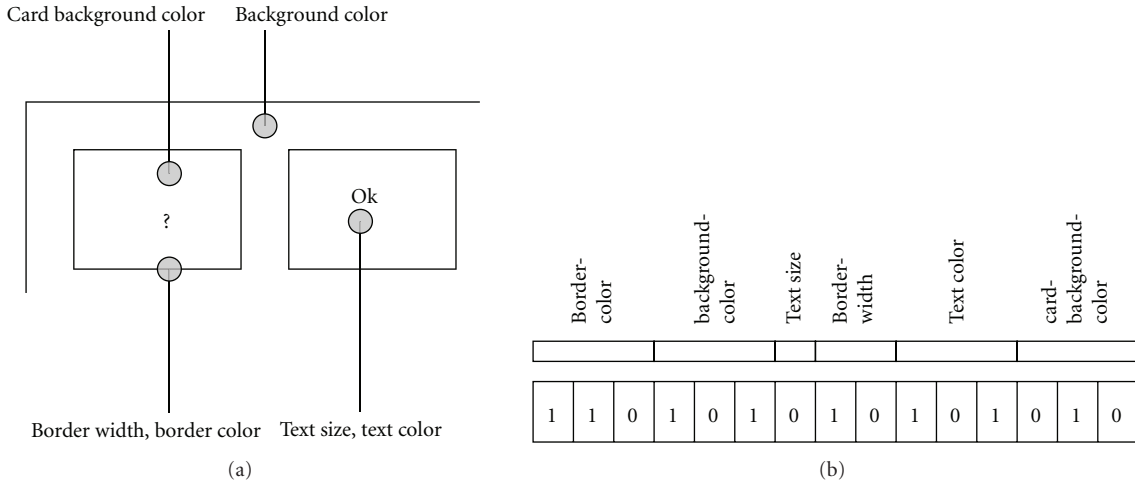 Card background color
Background color
?
Ok
Border width, border color
Text size, text color
(a)
Border-
color
background-
color
Text size
Border-
width
Text color
card-
background-
color
1 1 0 1 0 1 0 1 0 1 0 1 0 1 0
(b)